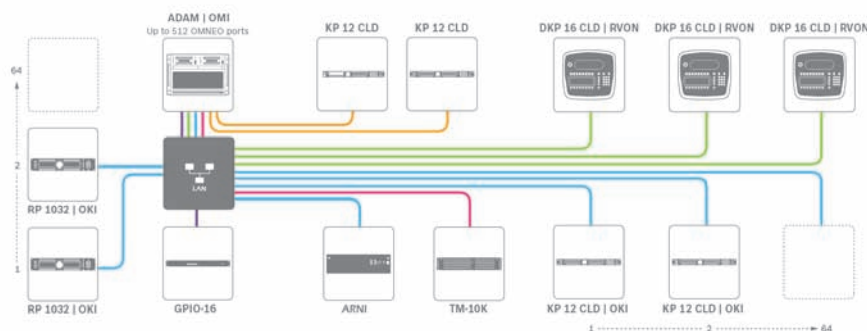 ADAM | OMI
Up to 512 OMNEO ports
KP 12 CLD
KP 12 CLD
DKP 16 CLD | RVON
DKP 16 CLD | RVON
DKP 16 CLD | RVON
64
2
RP 1032 | OKI
LAN
1
RP 1032 | OKI
GPIO-16
ARNI
TM-10K
KP 12 CLD | OKI
KP 12 CLD | OKI
1
2
64